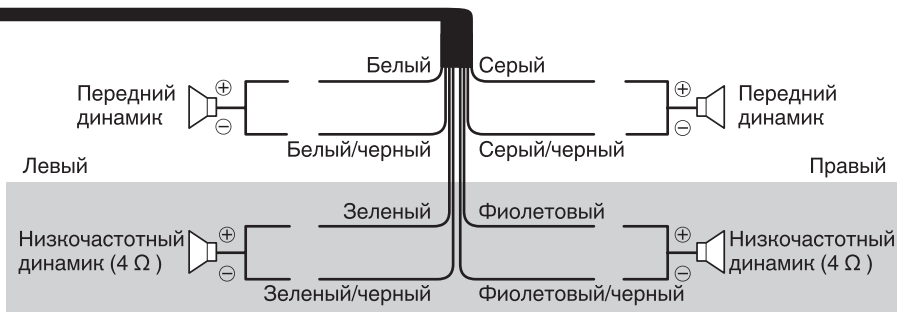 Белый
Серый
Передний
динамик
+
−
+
−
Передний
динамик
Белый/черный
Серый/черный
Левый
Правый
Зеленый
Фиолетовый
Низкочастотный
динамик (4 Ω )
+
−
+
−
Низкочастотный
динамик (4 Ω )
Зеленый/черный
Фиолетовый/черный